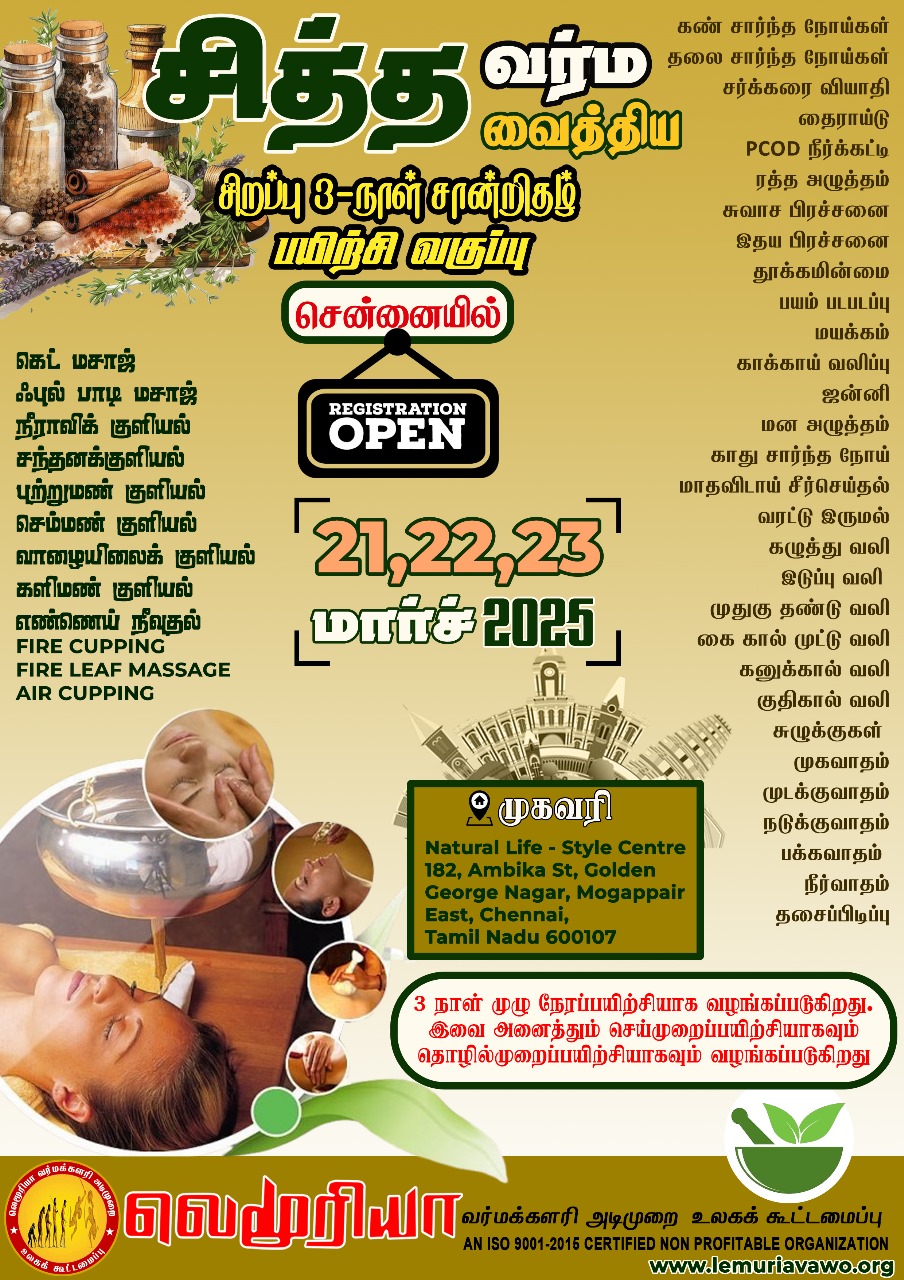 சித்த
வர்ம
வைத்திய
சிறப்பு 3-நாள் சான்றிதழ்
பயிற்சி வகுப்பு
சென்னையில்
REGISTRATION
OPEN
21,22,23
மார்ச் 2025
கெட் மசாஜ்
ஃபுல் பாடி மசாஜ்
நீராவிக் குளியல்
சந்தனக்குளியல்
புற்றுமண் குளியல்
செம்மண் குளியல்
வாழையிலைக் குளியல்
களிமண் குளியல்
எண்ணெய் நீவுதல்
FIRE CUPPING
FIRE LEAF MASSAGE
AIR CUPPING
கண் சார்ந்த நோய்கள்
தலை சார்ந்த நோய்கள்
சர்க்கரை வியாதி
தைராய்டு
PCOD நீர்க்கட்டி
ரத்த அழுத்தம்
சுவாச பிரச்சனை
இதய பிரச்சனை
தூக்கமின்மை
பயம் படபடப்பு
மயக்கம்
காக்காய் வலிப்பு
ஜன்னி
மன அழுத்தம்
காது சார்ந்த நோய்
மாதவிடாய் சீர்செய்தல்
வரட்டு இருமல்
கழுத்து வலி
இடுப்பு வலி
முதுகு தண்டு வலி
கை கால் முட்டு வலி
கனுக்கால் வலி
குதிகால் வலி
சுழுக்குகள்
முகவாதம்
முடக்குவாதம்
நடுக்குவாதம்
பக்கவாதம்
நீர்வாதம்
தசைப்பிடிப்பு
முகவரி
Natural Life - Style Centre
182, Ambika St, Golden
George Nagar, Mogappair
East, Chennai,
Tamil Nadu 600107
3 நாள் முழு நேரப்பயிற்சியாக வழங்கப்படுகிறது.
இவை அனைத்தும் செய்முறைப்பயிற்சியாகவும்
தொழில்முறைப்பயிற்சியாகவும் வழங்கப்படுகிறது
லெமூரியா வர்மக்களரி அடிமுறை
உலகக் கூட்டமைப்பு
லெமூரியா
வர்மக்களரி அடிமுறை உலகக் கூட்டமைப்பு
AN ISO 9001-2015 CERTIFIED NON PROFITABLE ORGANIZATION
www.lemuriavawo.org